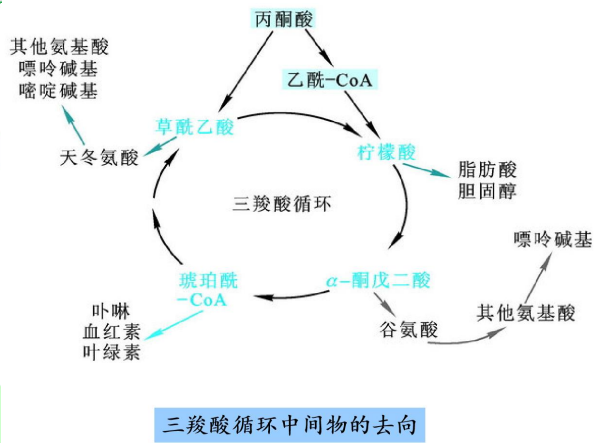 丙酮酸
其他氨基酸
嘌呤碱基
嘧啶碱基
乙酰-CoA
草酰乙酸
天冬氨酸
柠檬酸
脂肪酸
胆固醇
三羧酸循环
嘌呤碱基
琥珀酰
-CoA
α-酮戊二酸
其他氨基酸
谷氨酸
卟啉
血红素
叶绿素
三羧酸循环中间物的去向